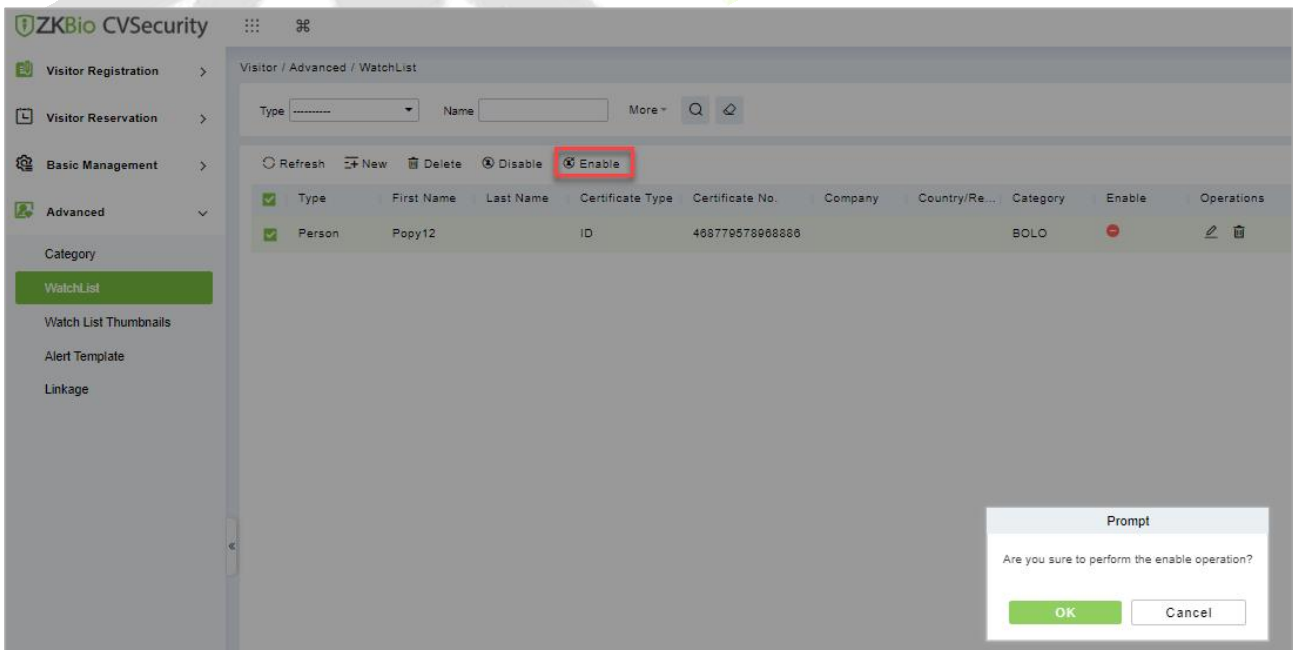 ZKBio CVSecurity
Visitor Registration
Visitor Reservation
Basic Management
Advanced
Category
WatchList
Watch List Thumbnails
Alert Template
Linkage
Visitor / Advanced / WatchList
Type ---------- Name More
Refresh New Delete Disable Enable
Type First Name Last Name Certificate Type Certificate No. Company Country/Re... Category Enable Operations
Person Popy12 ID 468779578968886 BOLO
Prompt
Are you sure to perform the enable operation?
OK Cancel